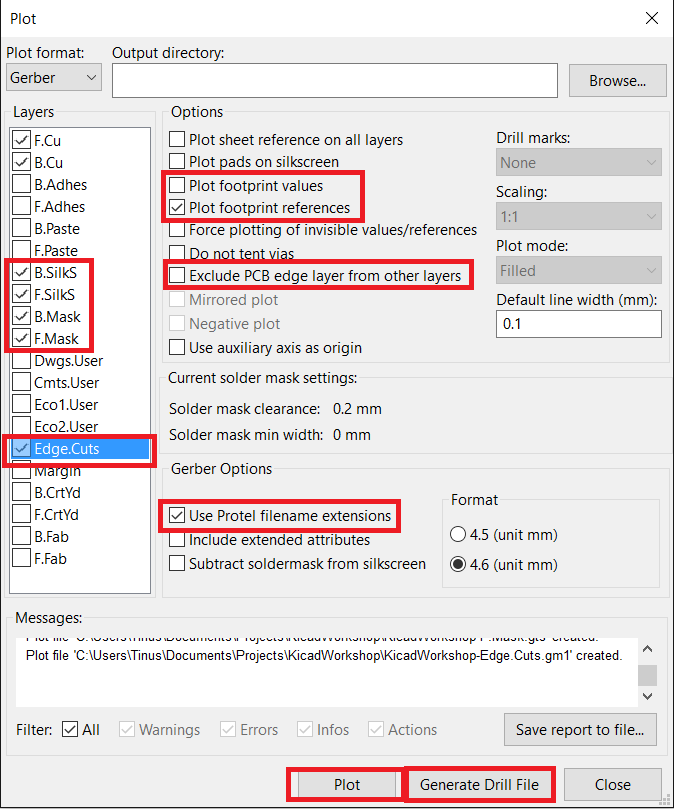 Plot
Plot format:
Output directory:
Gerber
Browse...
Layers
F.Cu
B.Cu
B.Adhes
F.Adhes
B.Paste
F.Paste
B.SilkS
F.SilkS
B.Mask
F.Mask
Dwgs.User
Cmts.User
Eco1.User
Eco2.User
Edge.Cuts
Margin
B.CrtYd
F.CrtYd
B.Fab
F.Fab
Options
Plot sheet reference on all layers
Plot pads on silkscreen
Plot footprint values
Plot footprint references
Force plotting of invisible values/references
Do not tent vias
Exclude PCB edge layer from other layers
Mirrored plot
Negative plot
Use auxiliary axis as origin
Drill marks:
None
Scaling:
1:1
Plot mode:
Filled
Default line width (mm):
0.1
Current solder mask settings:
Solder mask clearance: 0.2 mm
Solder mask min width: 0 mm
Gerber Options
Use Protel filename extensions
Include extended attributes
Subtract soldermask from silkscreen
Format
4.5 (unit mm)
4.6 (unit mm)
Messages:
Plot file 'C:\Users\Tinus\Documents\Projects\KicadWorkshop\KicadWorkshop-F.Mask.gts' created.
Plot file 'C:\Users\Tinus\Documents\Projects\KicadWorkshop\KicadWorkshop-Edge.Cuts.gm1' created.
Filter: All Warnings Errors Infos Actions
Save report to file...
Plot
Generate Drill File
Close